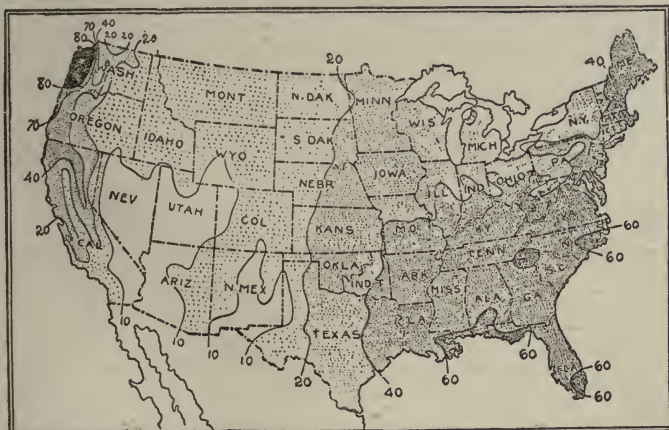 70 40
80 20 20 20
WASH.
80
70
OREGON
IDAHO
MONT
N.DAK
20
MINN
S DAK
WYO
NEBR
IOWA
WIS
MICH
N.Y.
ME
40
PA
OHIO
IND
ILL
40
20
CAL
NEV
UTAH
COL
KANS
MO
KY
VA
60
N
60
TENN
S.C.
ARIZ
N.MEX
OKLA
IND T
ARK
MISS
ALA
GA
TEXAS
LA
FLA
10
10
10
10
20
40
60
60
60
60